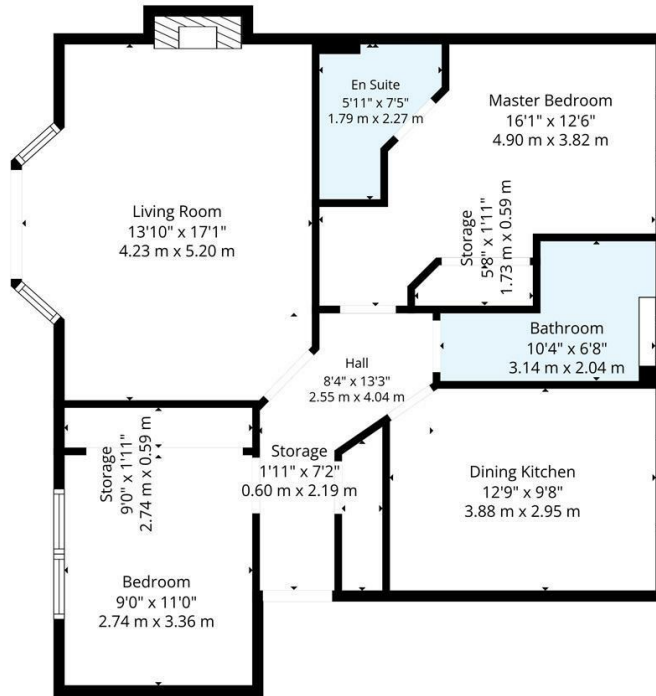 En Suite
5'11" x 7'5"
1.79 m x 2.27 m
Master Bedroom
16'1" x 12'6"
4.90 m x 3.82 m
Living Room
13'10" x 17'1"
4.23 m x 5.20 m
Storage
5'8" x 1'11"
1.73 m x 0.59 m
Bathroom
10'4" x 6'8"
3.14 m x 2.04 m
Hall
8'4" x 13'3"
2.55 m x 4.04 m
Storage
9'0" x 1'11"
2.74 m x 0.59 m
Storage
1'11" x 7'2"
0.60 m x 2.19 m
Dining Kitchen
12'9" x 9'8"
3.88 m x 2.95 m
Bedroom
9'0" x 11'0"
2.74 m x 3.36 m